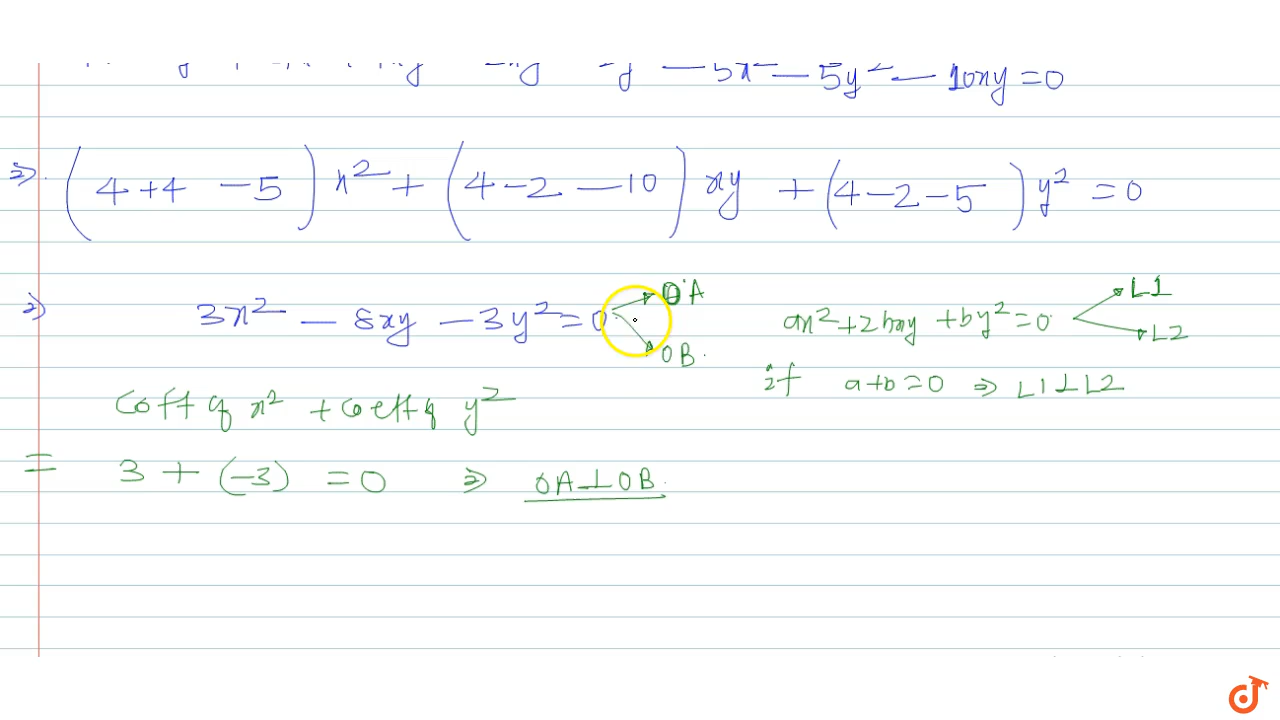 — 5x² — 5y² — 10xy = 0
⇒ (4 + 4 − 5) x² + (4 − 2 − 10) xy + (4 − 2 − 5) y² = 0
⇒ 3x² − 8xy − 3y² = 0
OA
OB.
ax² + 2hxy + by² = 0
L1
L2
if a + b = 0 ⇒ L1 ⊥ L2
Coff of x² + coeff of y²
= 3 + (−3) = 0 ⇒ OA ⊥ OB.